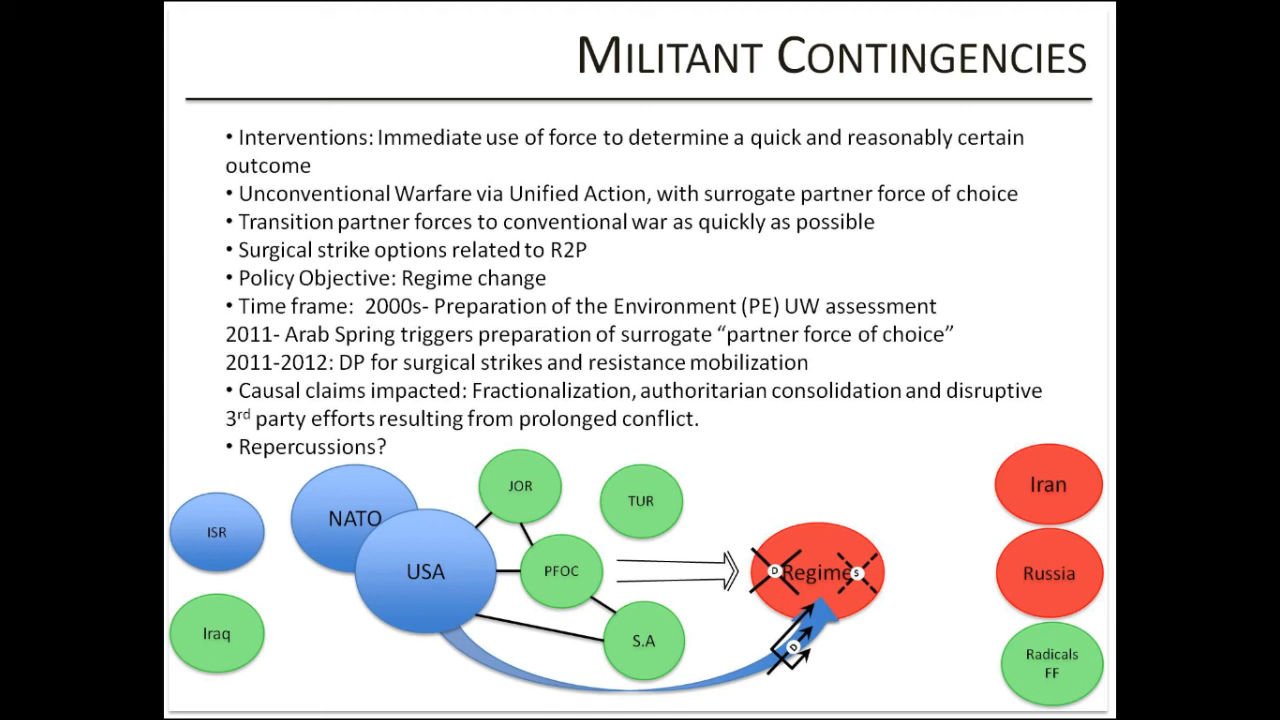 MILITANT CONTINGENCIES
• Interventions: Immediate use of force to determine a quick and reasonably certain
outcome
• Unconventional Warfare via Unified Action, with surrogate partner force of choice
• Transition partner forces to conventional war as quickly as possible
• Surgical strike options related to R2P
• Policy Objective: Regime change
• Time frame:  2000s- Preparation of the Environment (PE) UW assessment
2011- Arab Spring triggers preparation of surrogate “partner force of choice”
2011-2012: DP for surgical strikes and resistance mobilization
• Causal claims impacted: Fractionalization, authoritarian consolidation and disruptive
3rd party efforts resulting from prolonged conflict.
• Repercussions?
ISR
NATO
JOR
TUR
Iran
USA
PFOC
D
Regime
S
Russia
Iraq
S.A
D
Radicals
FF